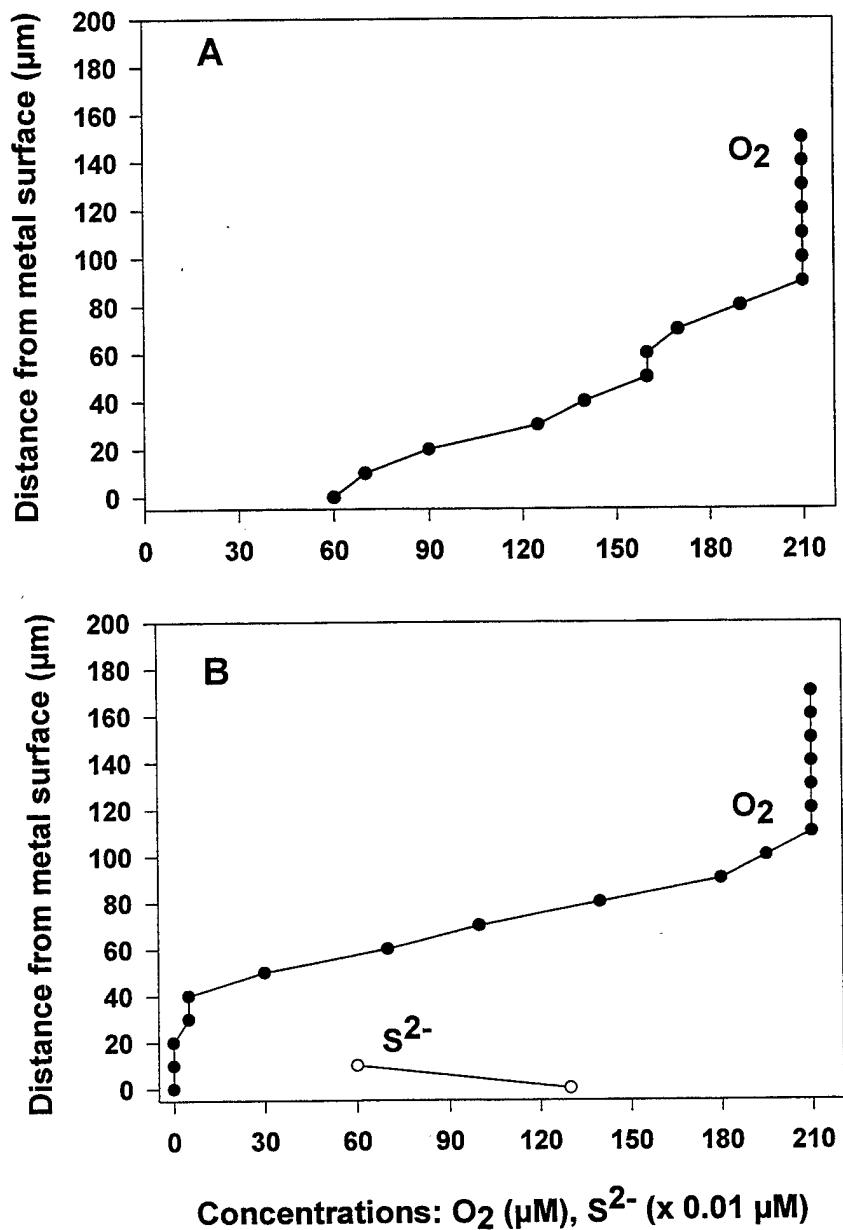 200
180
160
140
120
100
80
60
40
20
0
Distance from metal surface (µm)
A
O2
0 30 60 90 120 150 180 210
200
180
160
140
120
100
80
60
40
20
0
Distance from metal surface (µm)
B
O2
S2-
0 30 60 90 120 150 180 210
Concentrations: O2 (µM), S2- (x 0.01 µM)